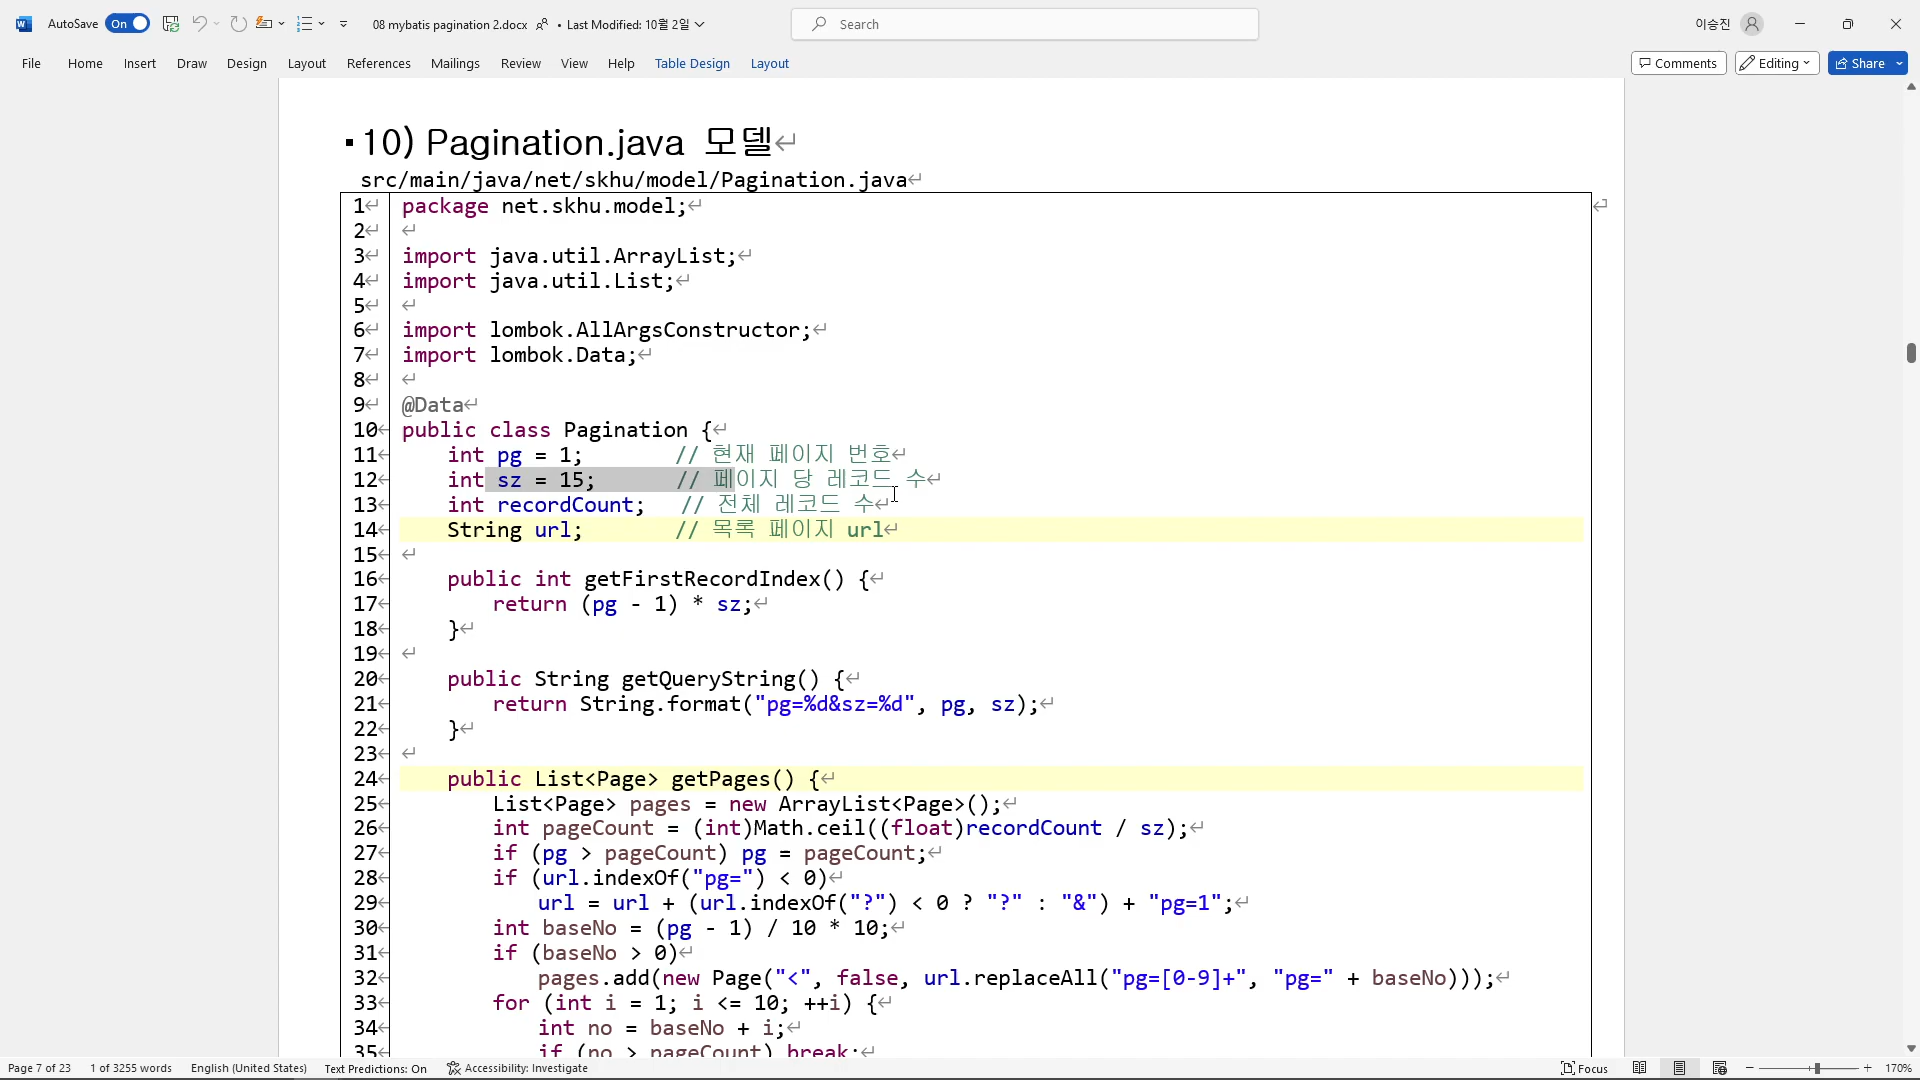 AutoSave On 08 mybatis pagination 2.docx • Last Modified: 10월 2일 Search 이승진
File Home Insert Draw Design Layout References Mailings Review View Help Table Design Layout Comments Editing Share
▪10) Pagination.java 모델↵
src/main/java/net/skhu/model/Pagination.java↵
1↵ package net.skhu.model;↵
2↵ ↵
3↵ import java.util.ArrayList;↵
4↵ import java.util.List;↵
5↵ ↵
6↵ import lombok.AllArgsConstructor;↵
7↵ import lombok.Data;↵
8↵ ↵
9↵ @Data↵
10↵ public class Pagination {↵
11↵ int pg = 1; // 현재 페이지 번호↵
12↵ int sz = 15; // 페이지 당 레코드 수↵
13↵ int recordCount; // 전체 레코드 수↵
14↵ String url; // 목록 페이지 url↵
15↵ ↵
16↵ public int getFirstRecordIndex() {↵
17↵ return (pg - 1) * sz;↵
18↵ }↵
19↵ ↵
20↵ public String getQueryString() {↵
21↵ return String.format("pg=%d&sz=%d", pg, sz);↵
22↵ }↵
23↵ ↵
24↵ public List<Page> getPages() {↵
25↵ List<Page> pages = new ArrayList<Page>();↵
26↵ int pageCount = (int)Math.ceil((float)recordCount / sz);↵
27↵ if (pg > pageCount) pg = pageCount;↵
28↵ if (url.indexOf("pg=") < 0)↵
29↵ url = url + (url.indexOf("?") < 0 ? "?" : "&") + "pg=1";↵
30↵ int baseNo = (pg - 1) / 10 * 10;↵
31↵ if (baseNo > 0)↵
32↵ pages.add(new Page("<", false, url.replaceAll("pg=[0-9]+", "pg=" + baseNo)));↵
33↵ for (int i = 1; i <= 10; ++i) {↵
34↵ int no = baseNo + i;↵
35↵ if (no > pageCount) break;↵
Page 7 of 23 1 of 3255 words English (United States) Text Predictions: On Accessibility: Investigate Focus 170%